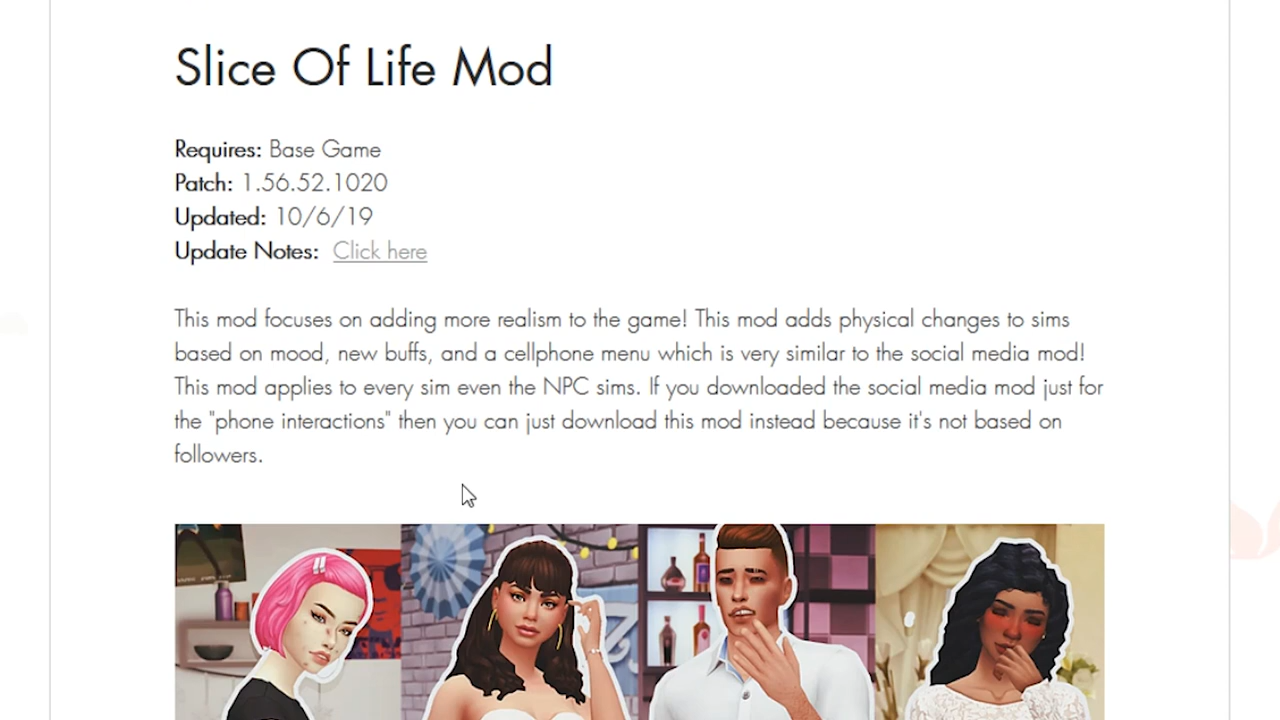 Slice Of Life Mod
Requires: Base Game
Patch: 1.56.52.1020
Updated: 10/6/19
Update Notes: Click here
This mod focuses on adding more realism to the game! This mod adds physical changes to sims
based on mood, new buffs, and a cellphone menu which is very similar to the social media mod!
This mod applies to every sim even the NPC sims. If you downloaded the social media mod just for
the "phone interactions" then you can just download this mod instead because it's not based on
followers.